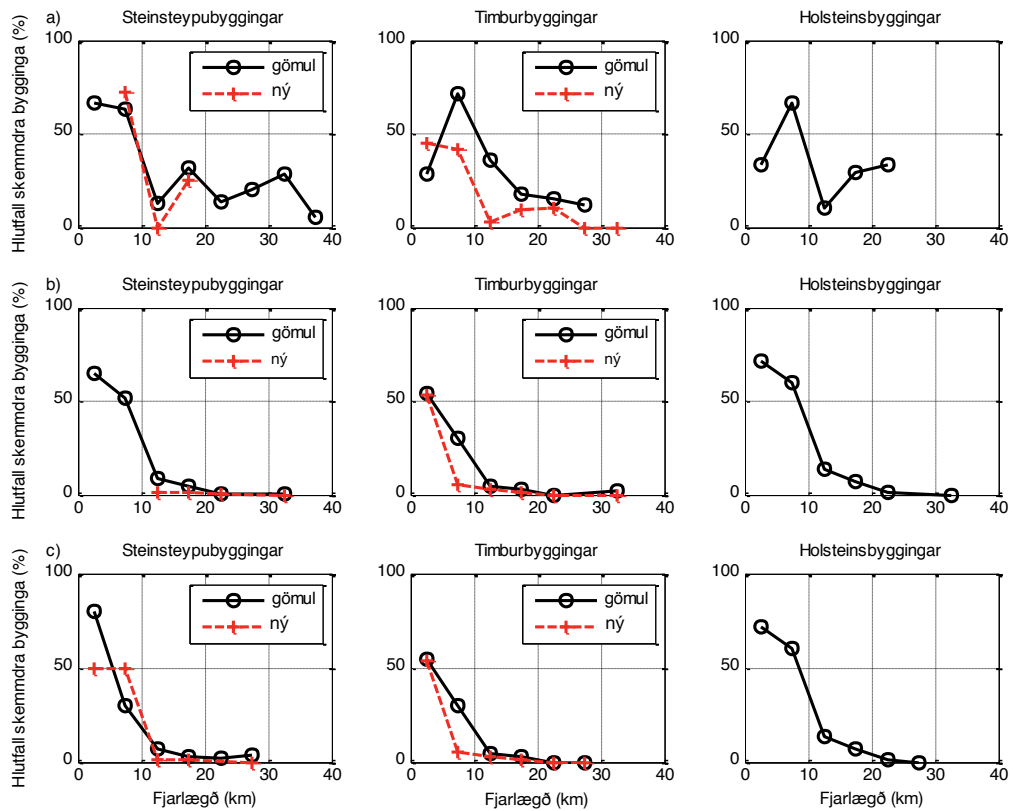 a) Steinsteypubyggingar Timburbyggingar Holsteinsbyggingar
Hlutfall skemmdra bygginga (%)
100
50
0
gömul
ný
0 10 20 30 40
100
50
0
gömul
ný
0 10 20 30 40
100
50
0
0 10 20 30 40
b) Steinsteypubyggingar Timburbyggingar Holsteinsbyggingar
Hlutfall skemmdra bygginga (%)
100
50
0
gömul
ný
0 10 20 30 40
100
50
0
gömul
ný
0 10 20 30 40
100
50
0
0 10 20 30 40
c) Steinsteypubyggingar Timburbyggingar Holsteinsbyggingar
Hlutfall skemmdra bygginga (%)
100
50
0
gömul
ný
0 10 20 30 40
Fjarlægð (km)
100
50
0
gömul
ný
0 10 20 30 40
Fjarlægð (km)
100
50
0
0 10 20 30 40
Fjarlægð (km)